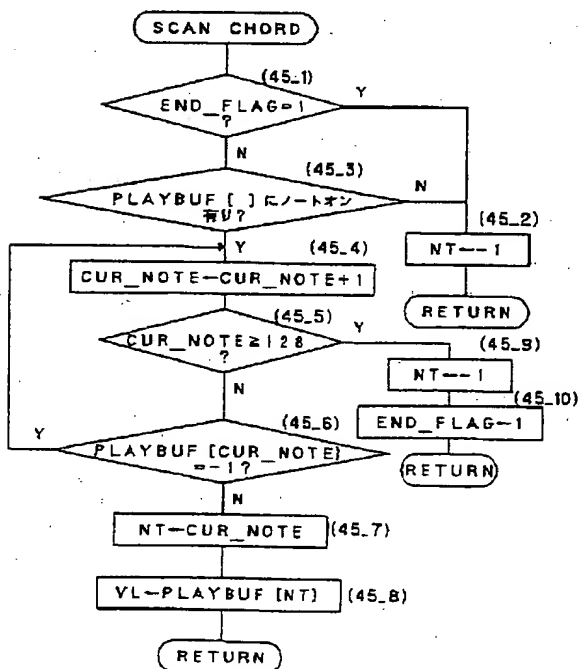 SCAN CHORD
(45_1)
END_FLAG=1
?
Y
N
(45_3)
PLAYBUF [ ] にノートオン
有り?
N
Y
(45_2)
NT←-1
RETURN
(45_4)
CUR_NOTE←CUR_NOTE+1
(45_5)
CUR_NOTE≧128
?
Y
N
(45_9)
NT←-1
(45_10)
END_FLAG←1
RETURN
(45_6)
Y
PLAYBUF [CUR_NOTE]
=-1?
N
NT←CUR_NOTE
(45_7)
VL←PLAYBUF [NT]
(45_8)
RETURN